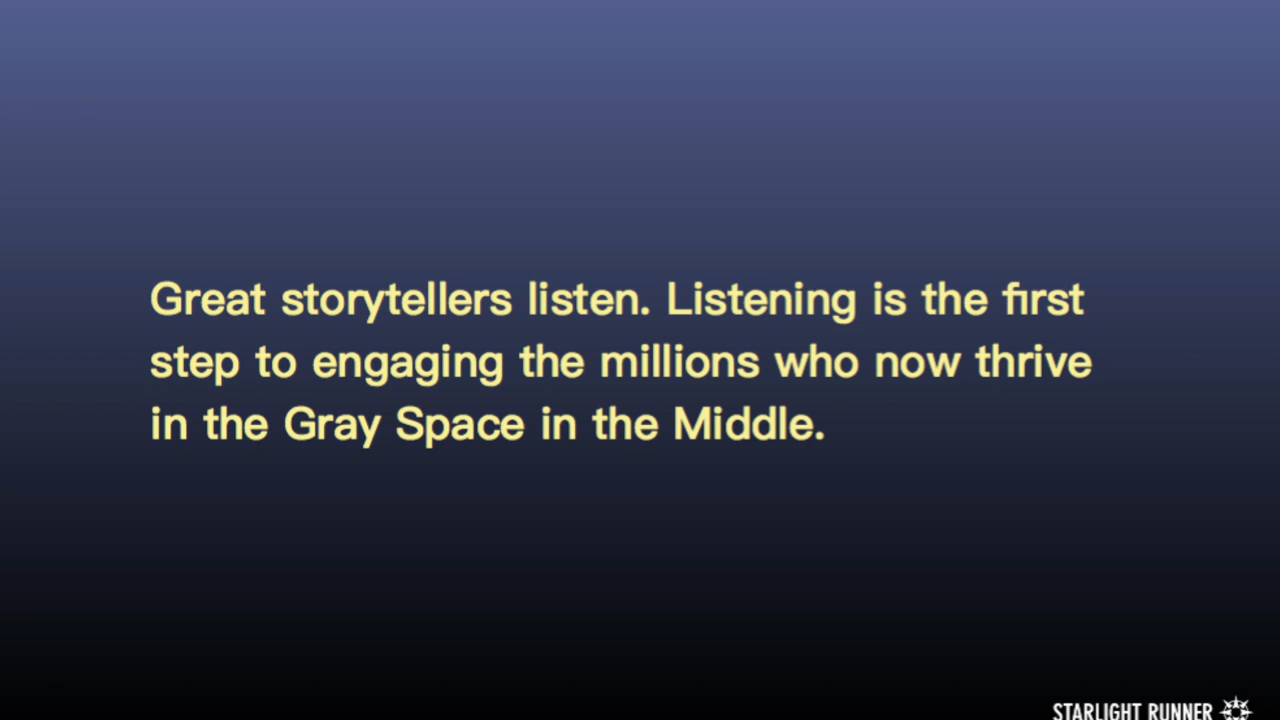 Great storytellers listen. Listening is the first
step to engaging the millions who now thrive
in the Gray Space in the Middle.
STARLIGHT RUNNER